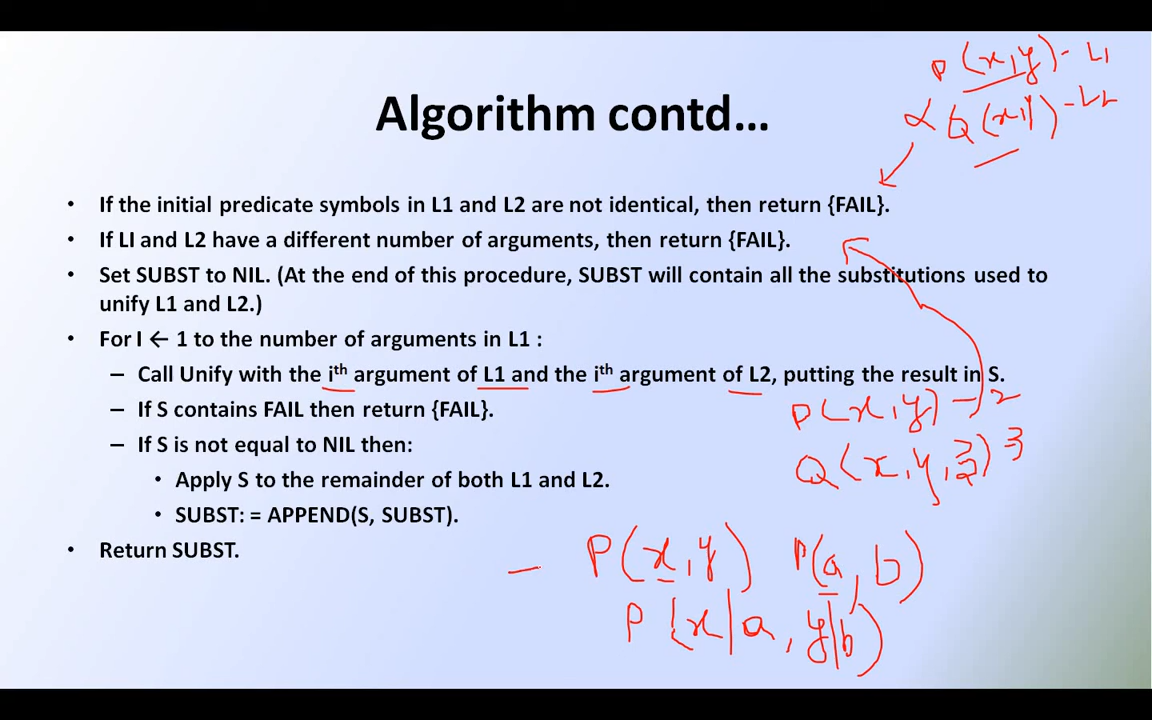 P(x,y) - L1
Algorithm contd…
Q(x,y) - L2
• If the initial predicate symbols in L1 and L2 are not identical, then return {FAIL}.
• If LI and L2 have a different number of arguments, then return {FAIL}.
• Set SUBST to NIL. (At the end of this procedure, SUBST will contain all the substitutions used to
unify L1 and L2.)
• For I ← 1 to the number of arguments in L1 :
– Call Unify with the ith argument of L1 and the ith argument of L2, putting the result in S.
P(x,y) - 2
– If S contains FAIL then return {FAIL}.
– If S is not equal to NIL then:
Q(x,y,z) 3
• Apply S to the remainder of both L1 and L2.
• SUBST: = APPEND(S, SUBST).
• Return SUBST.
P(x,y) P(a,b)
P(x|a, y|b)